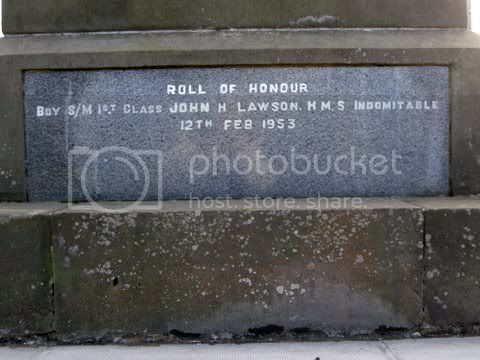 ROLL OF HONOUR
BOY S/M 1ST CLASS JOHN H LAWSON. H M S INDOMITABLE
12TH FEB 1953
photobucket
host. store. share.